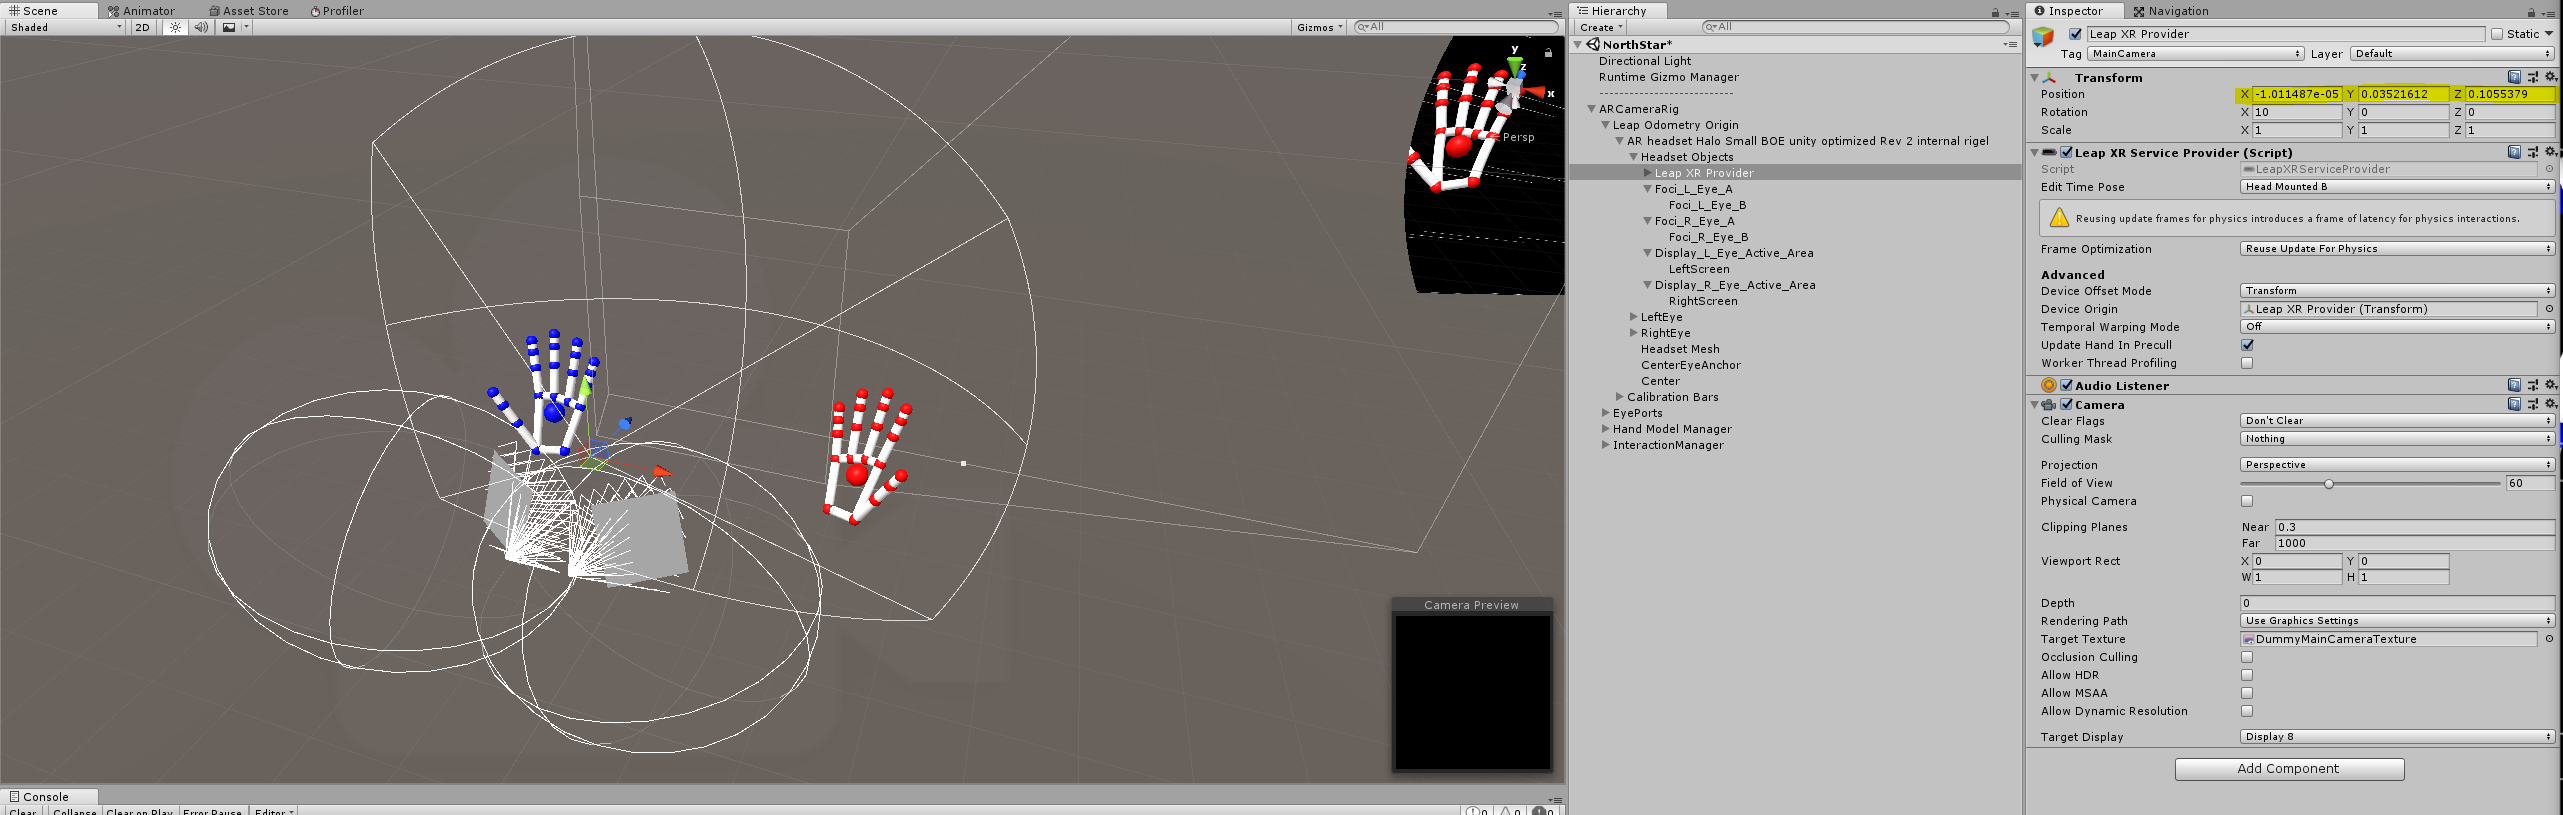 Scene Animator Asset Store Profiler
Shaded 2D Gizmos All
y
z
x
Persp
Camera Preview
Console
Clear Collapse Clear on Play Error Pause Editor 0 0 0
Hierarchy
Create All
NorthStar*
Directional Light
Runtime Gizmo Manager
--------------------------
ARCameraRig
Leap Odometry Origin
AR headset Halo Small BOE unity optimized Rev 2 internal rigel
Headset Objects
Leap XR Provider
Foci_L_Eye_A
Foci_L_Eye_B
Foci_R_Eye_A
Foci_R_Eye_B
Display_L_Eye_Active_Area
LeftScreen
Display_R_Eye_Active_Area
RightScreen
LeftEye
RightEye
Headset Mesh
CenterEyeAnchor
Center
Calibration Bars
EyePorts
Hand Model Manager
InteractionManager
Inspector Navigation
Leap XR Provider Static
Tag MainCamera Layer Default
Transform
Position X -1.011487e-05 Y 0.03521612 Z 0.1055379
Rotation X 10 Y 0 Z 0
Scale X 1 Y 1 Z 1
Leap XR Service Provider (Script)
Script LeapXRServiceProvider
Edit Time Pose Head Mounted B
Reusing update frames for physics introduces a frame of latency for physics interactions.
Frame Optimization Reuse Update For Physics
Advanced
Device Offset Mode Transform
Device Origin Leap XR Provider (Transform)
Temporal Warping Mode Off
Update Hand In Precull
Worker Thread Profiling
Audio Listener
Camera
Clear Flags Don't Clear
Culling Mask Nothing
Projection Perspective
Field of View 60
Physical Camera
Clipping Planes Near 0.3
Far 1000
Viewport Rect X 0 Y 0
W 1 H 1
Depth 0
Rendering Path Use Graphics Settings
Target Texture DummyMainCameraTexture
Occlusion Culling
Allow HDR
Allow MSAA
Allow Dynamic Resolution
Target Display Display 8
Add Component